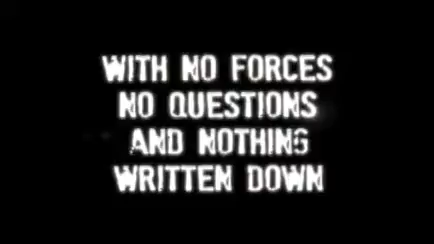 WITH NO FORCES
NO QUESTIONS
AND NOTHING
WRITTEN DOWN